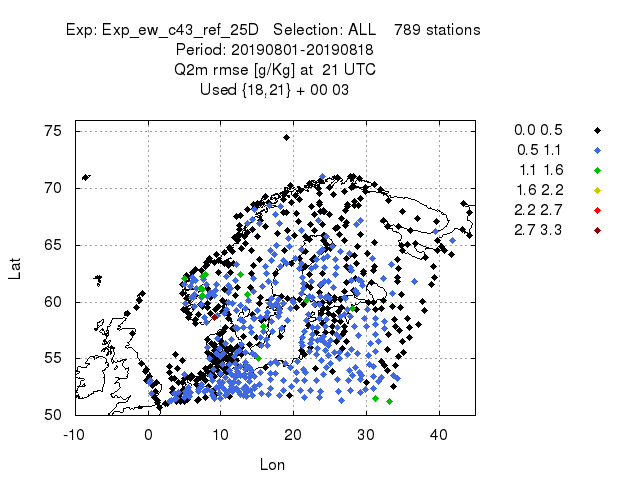 Exp: Exp_ew_c43_ref_25D   Selection: ALL    789 stations
Period: 20190801-20190818
Q2m rmse [g/Kg] at  21 UTC
Used {18,21} + 00 03
0.0 0.5
0.5 1.1
1.1 1.6
1.6 2.2
2.2 2.7
2.7 3.3
75
70
65
60
55
50
Lat
-10 0 10 20 30 40
Lon